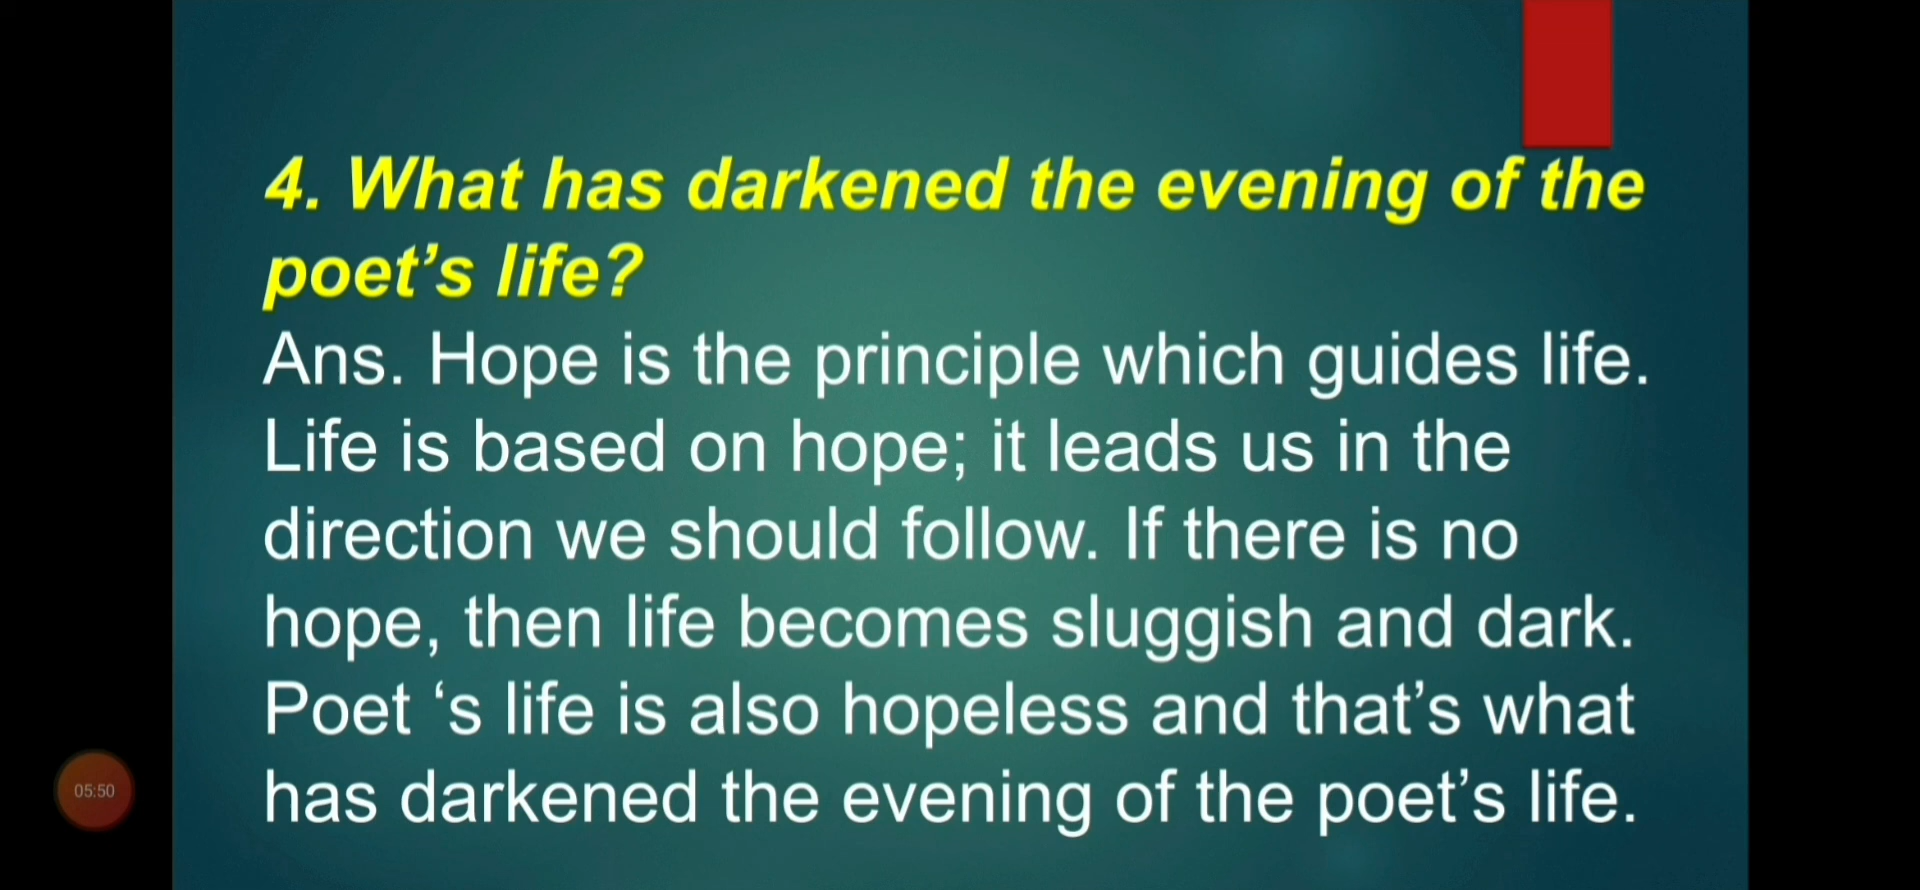 4. What has darkened the evening of the
poet’s life?
Ans. Hope is the principle which guides life.
Life is based on hope; it leads us in the
direction we should follow. If there is no
hope, then life becomes sluggish and dark.
Poet ‘s life is also hopeless and that’s what
has darkened the evening of the poet’s life.
05:50